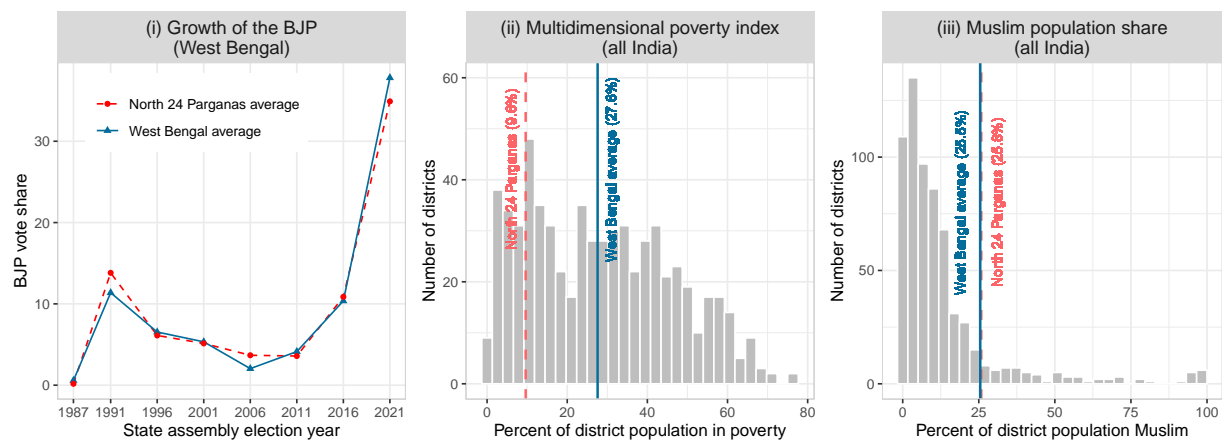 (i) Growth of the BJP
(West Bengal)
BJP vote share
30
20
10
0
North 24 Parganas average
West Bengal average
1987 1991 1996 2001 2006 2011 2016 2021
State assembly election year
(ii) Multidimensional poverty index
(all India)
Number of districts
60
40
20
0
North 24 Parganas (9.6%)
West Bengal average (27.6%)
0 20 40 60 80
Percent of district population in poverty
(iii) Muslim population share
(all India)
Number of districts
100
50
0
West Bengal average (25.5%)
North 24 Parganas (25.8%)
0 25 50 75 100
Percent of district population Muslim